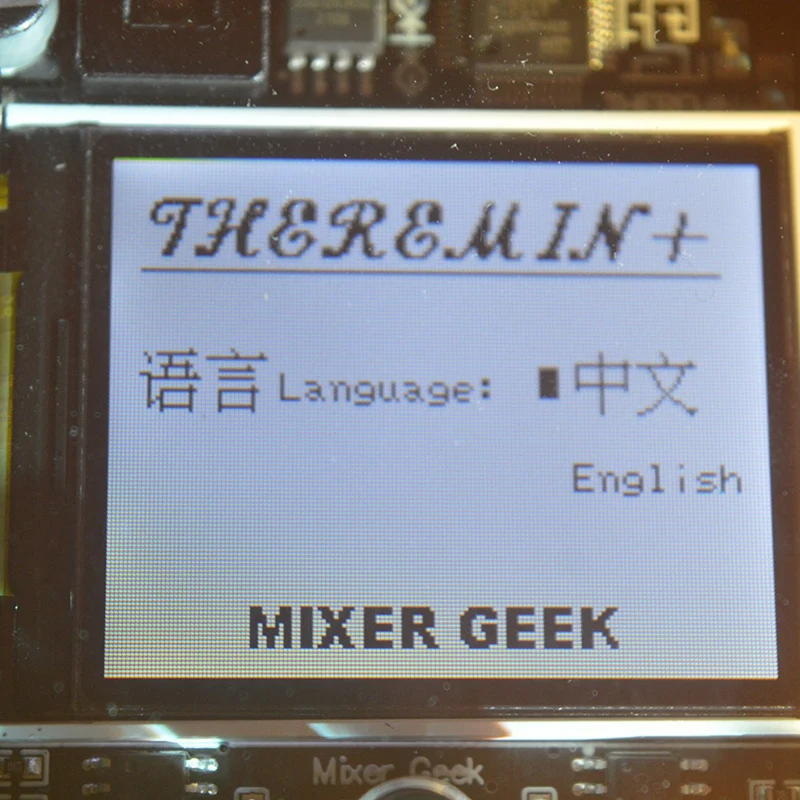 THEREMIN+
语言 Language: 中文
English
MIXER GEEK
Mixer Geek